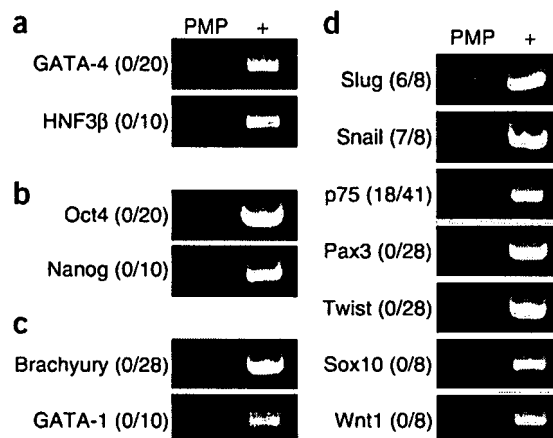 a
PMP +
GATA-4 (0/20)
HNF3β (0/10)
b
Oct4 (0/20)
Nanog (0/10)
c
Brachyury (0/28)
GATA-1 (0/10)
d
PMP +
Slug (6/8)
Snail (7/8)
p75 (18/41)
Pax3 (0/28)
Twist (0/28)
Sox10 (0/8)
Wnt1 (0/8)